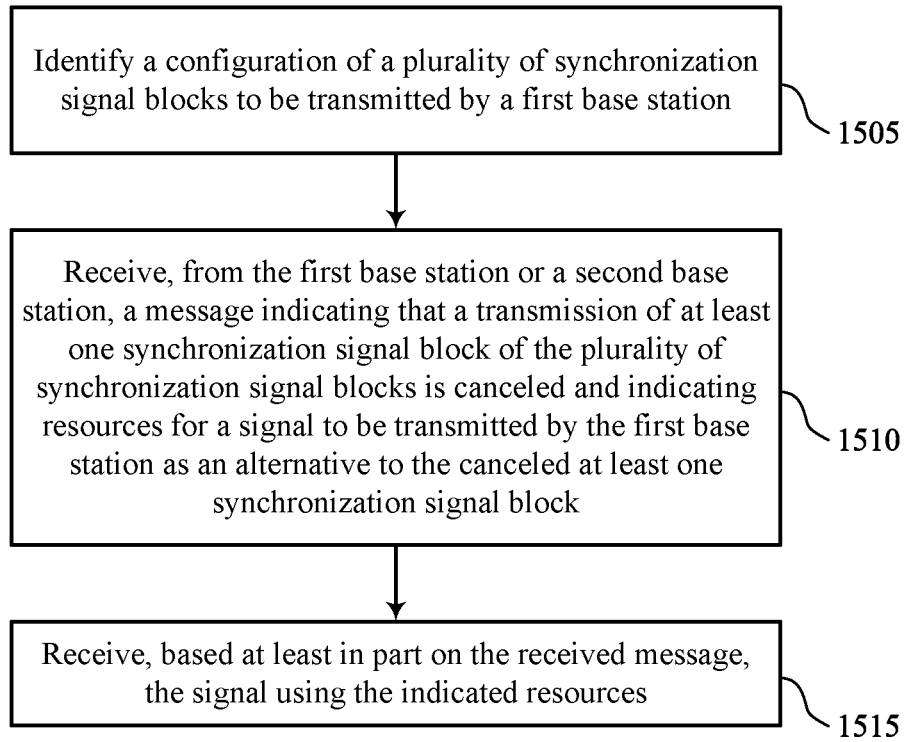 Identify a configuration of a plurality of synchronization
signal blocks to be transmitted by a first base station
1505
Receive, from the first base station or a second base
station, a message indicating that a transmission of at least
one synchronization signal block of the plurality of
synchronization signal blocks is canceled and indicating
resources for a signal to be transmitted by the first base
station as an alternative to the canceled at least one
synchronization signal block
1510
Receive, based at least in part on the received message,
the signal using the indicated resources
1515